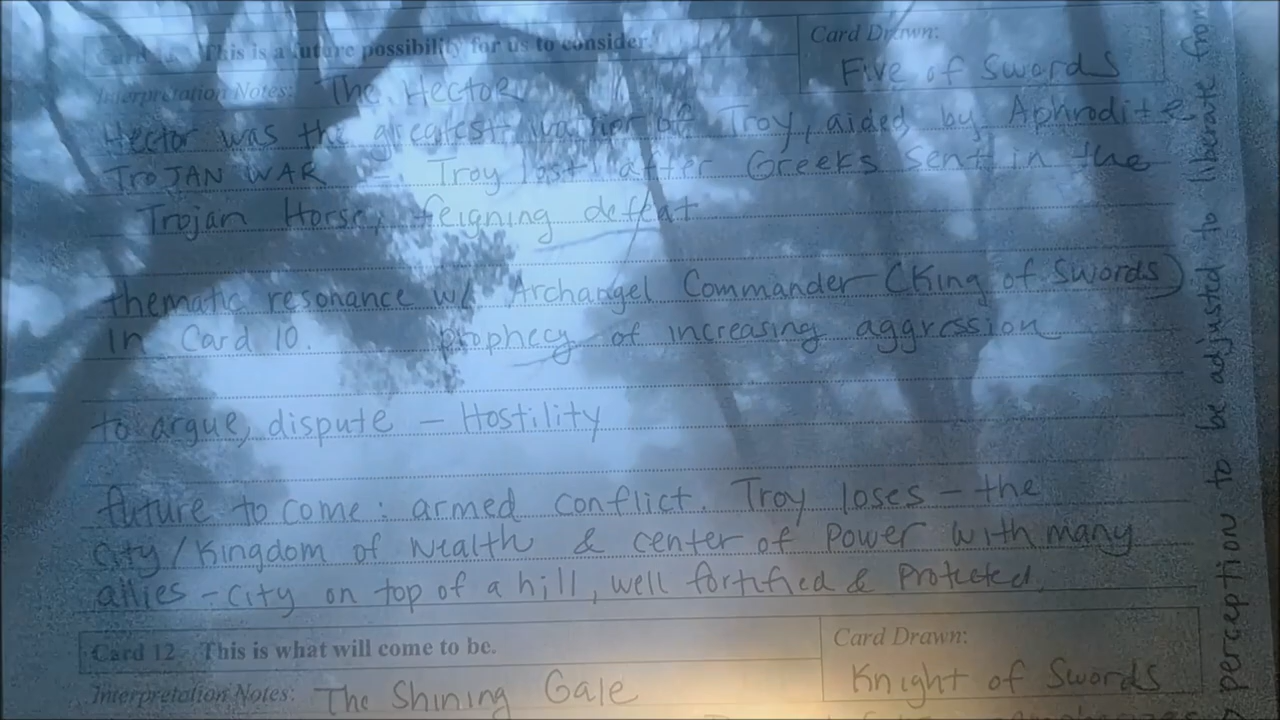 Card 11 This is a future possibility for us to consider.
Card Drawn:
Five of Swords
Interpretation Notes: The Hector
Hector was the greatest warrior of Troy, aided by Aphrodite
TROJAN WAR - Troy lost after Greeks sent in the
Trojan Horse, feigning defeat
thematic resonance w/ Archangel Commander (King of Swords)
in Card 10. prophecy of increasing aggression
to argue, dispute - Hostility
future to come: armed conflict. Troy loses - the
City/Kingdom of Wealth & center of Power with many
allies - City on top of a hill, well fortified & Protected.
Card 12 This is what will come to be.
Card Drawn:
Knight of Swords
Interpretation Notes: The Shining Gale
perception to be adjusted to liberate from